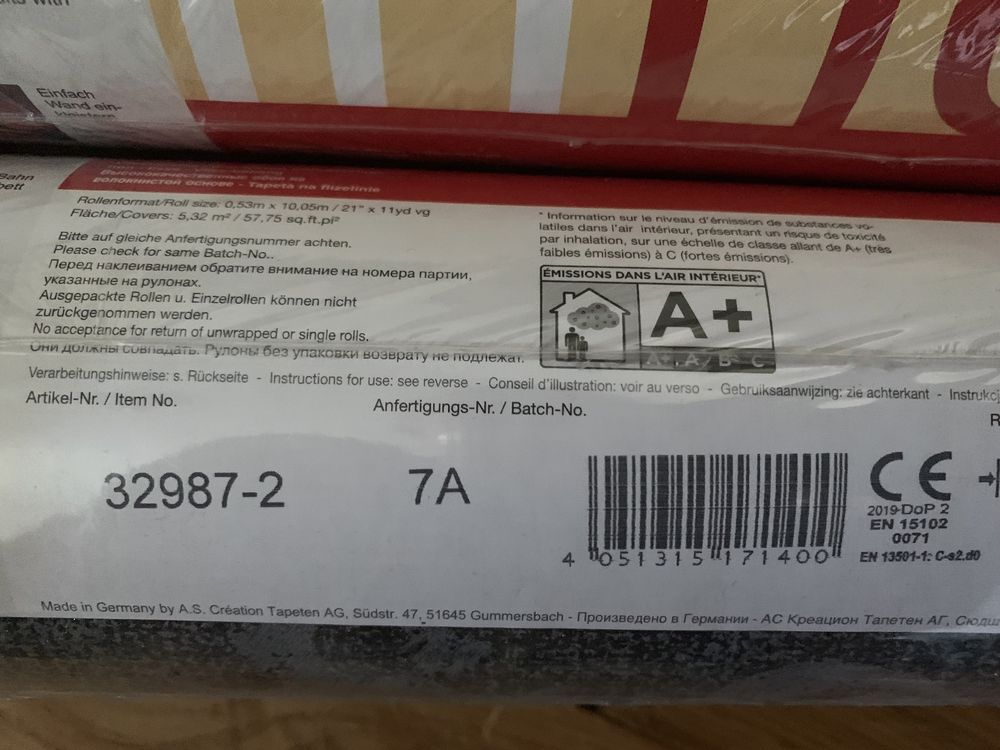 Einfach
Wand ein-
kleistern
Bahn
волокнистой основе - Tapeta na flizelinie
Rollenformat/Roll size: 0,53m x 10,05m / 21" x 11yd vg
Fläche/Covers: 5,32 m² / 57,75 sq.ft.pi²
Bitte auf gleiche Anfertigungsnummer achten.
Please check for same Batch-No..
Перед наклеиванием обратите внимание на номера партии,
указанные на рулонах.
Ausgepackte Rollen u. Einzelrollen können nicht
zurückgenommen werden.
No acceptance for return of unwrapped or single rolls.
Они должны совпадать. Рулоны без упаковки возврату не подлежат.
* Information sur le niveau d'émission de substances vo-
latiles dans l'air intérieur, présentant un risque de toxicité
par inhalation, sur une échelle de classe allant de A+ (très
faibles émissions) à C (fortes émissions).
ÉMISSIONS DANS L'AIR INTÉRIEUR*
A+
A+ A B C
Verarbeitungshinweise: s. Rückseite - Instructions for use: see reverse - Conseil d'illustration: voir au verso - Gebruiksaanwijzing: zie achterkant - Instrukcj
Artikel-Nr. / Item No.
Anfertigungs-Nr. / Batch-No.
R
32987-2
7A
4 051315 171400
CE
2019-DoP 2
EN 15102
0071
EN 13501-1: C-s2.d0
Made in Germany by A.S. Création Tapeten AG, Südstr. 47, 51645 Gummersbach - Произведено в Германии - АС Креацион Тапетен АГ, Сюдш